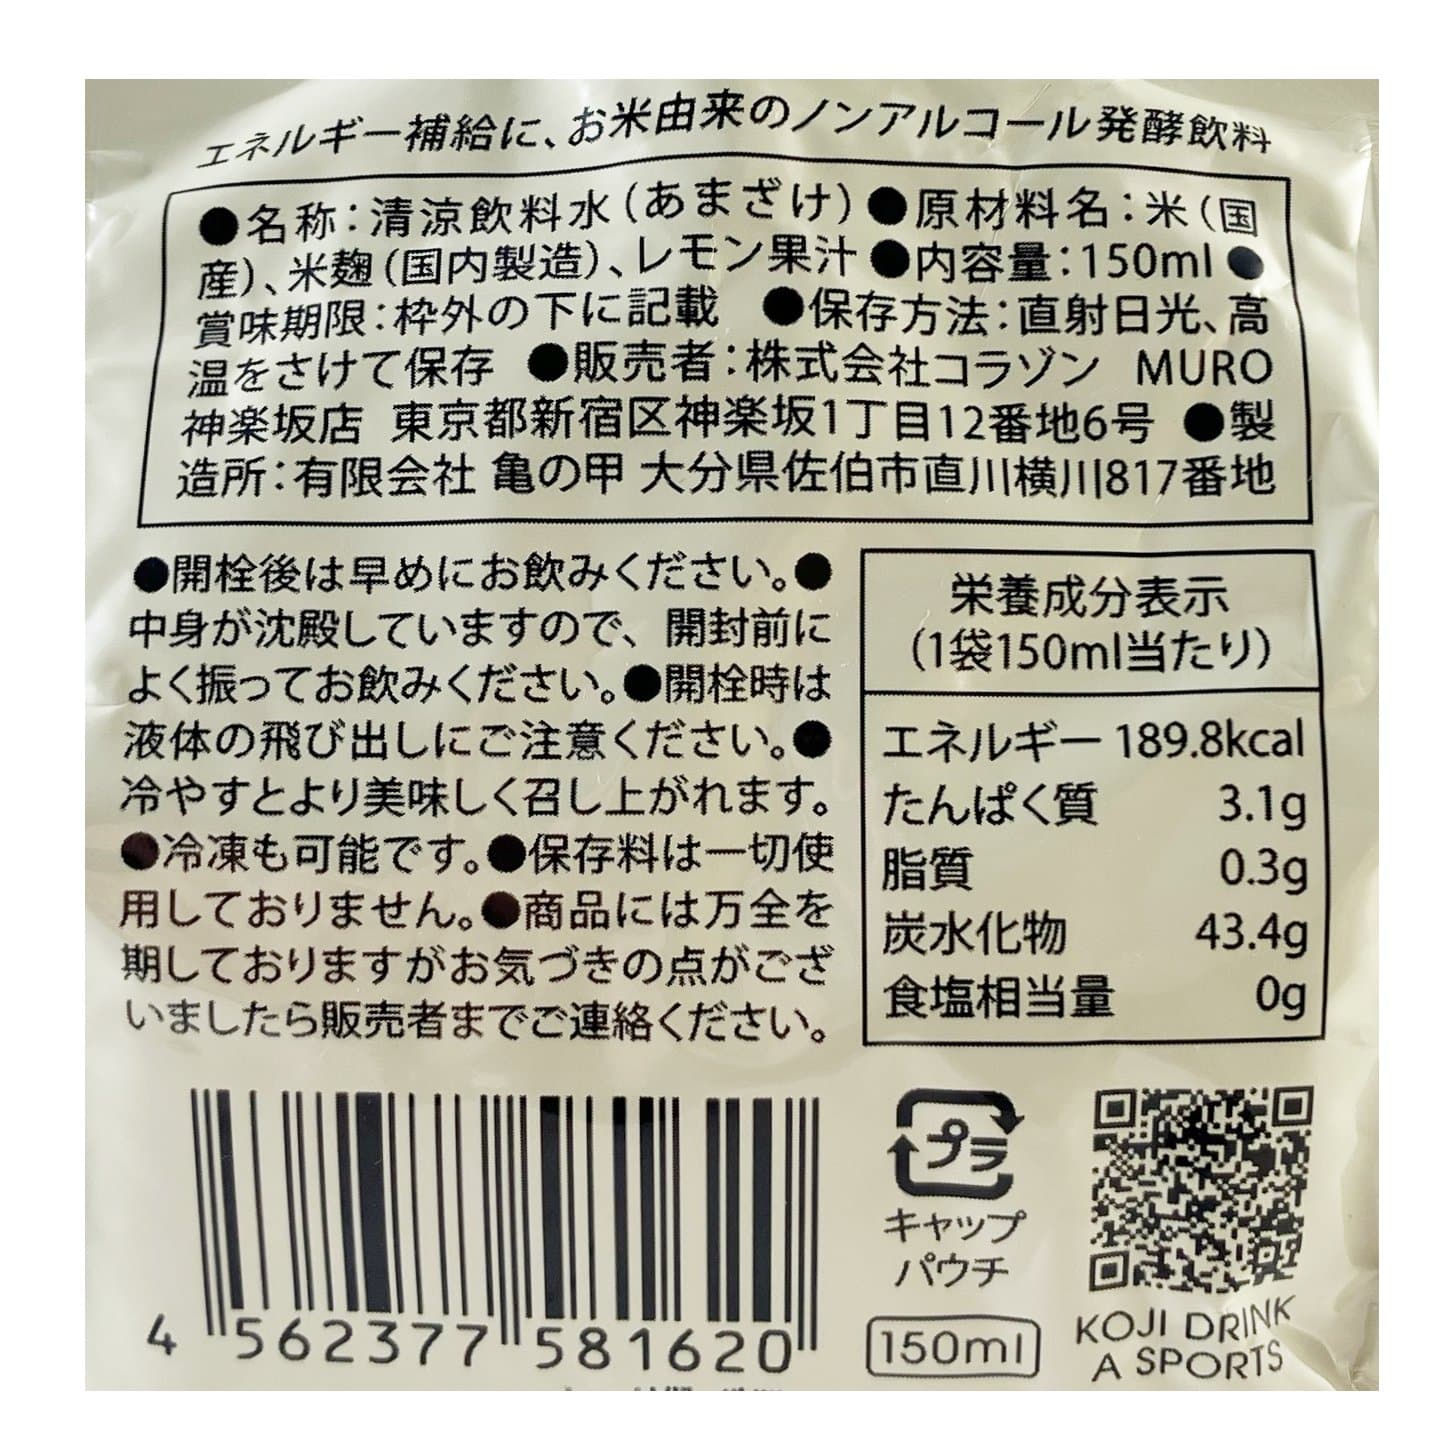 エネルギー補給に、お米由来のノンアルコール発酵飲料
●名称：清涼飲料水（あまざけ）●原材料名：米（国
産）、米麹（国内製造）、レモン果汁 ●内容量：150ml ●
賞味期限：枠外の下に記載 ●保存方法：直射日光、高
温をさけて保存 ●販売者：株式会社コラゾン MURO
神楽坂店 東京都新宿区神楽坂1丁目12番地6号 ●製
造所：有限会社 亀の甲 大分県佐伯市直川横川817番地
●開栓後は早めにお飲みください。●
中身が沈殿していますので、開封前に
よく振ってお飲みください。●開栓時は
液体の飛び出しにご注意ください。●
冷やすとより美味しく召し上がれます。
●冷凍も可能です。●保存料は一切使
用しておりません。●商品には万全を
期しておりますがお気づきの点がござ
いましたら販売者までご連絡ください。
栄養成分表示
（1袋150ml当たり）
エネルギー 189.8kcal
たんぱく質 3.1g
脂質 0.3g
炭水化物 43.4g
食塩相当量 0g
4 562377 581620
プラ
キャップ
パウチ
150ml
KOJI DRINK
A SPORTS